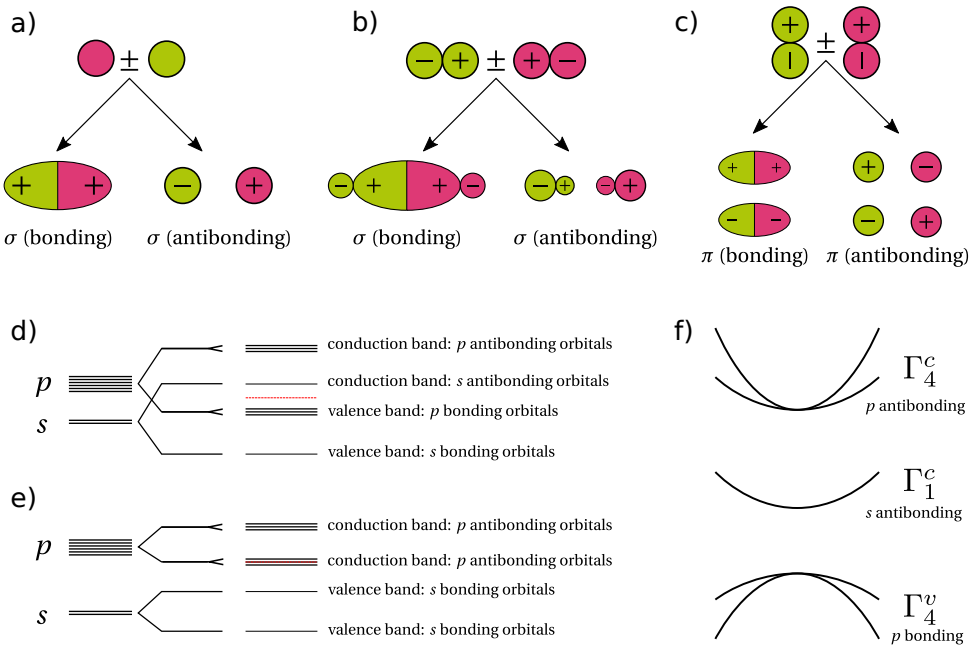 a)
±
+ +
− +
σ (bonding) σ (antibonding)
b)
− + ± + −
− + + − − + − +
σ (bonding) σ (antibonding)
c)
+ ± +
| |
+ + + −
− − − +
π (bonding) π (antibonding)
d)
p
s
conduction band: p antibonding orbitals
conduction band: s antibonding orbitals
valence band: p bonding orbitals
valence band: s bonding orbitals
e)
p
s
conduction band: p antibonding orbitals
conduction band: p antibonding orbitals
valence band: s bonding orbitals
valence band: s bonding orbitals
f)
Γ₄ᶜ
p antibonding
Γ₁ᶜ
s antibonding
Γ₄ᵛ
p bonding